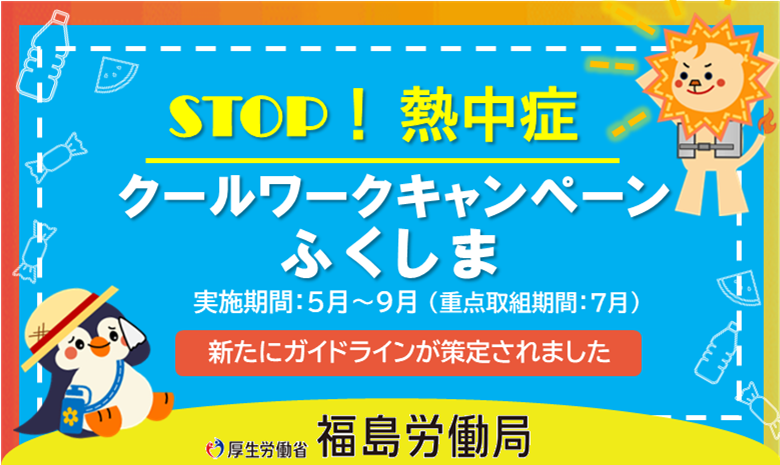 STOP！熱中症
クールワークキャンペーン
ふくしま
実施期間：5月～9月（重点取組期間：7月）
新たにガイドラインが策定されました
厚生労働省 福島労働局